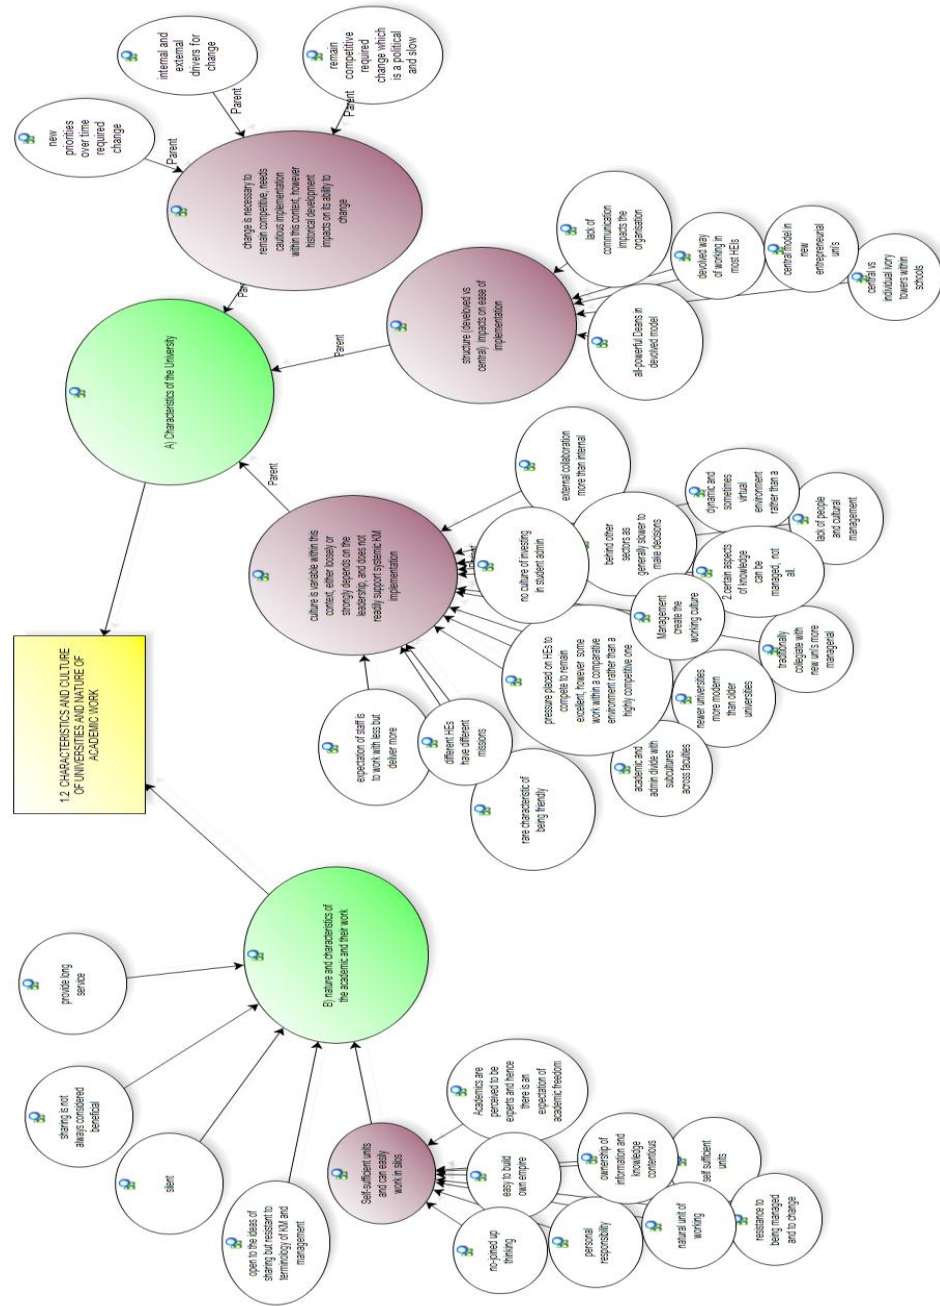 1.2 CHARACTERISTICS AND CULTURE
OF UNIVERSITIES AND NATURE OF
ACADEMIC WORK
A) Characteristics of the University
Parent
Parent
Par
change is necessary to
remain competitive, needs
cautious implementation
within this context, however
historical development
impacts on its ability to
change
Parent
Parent
Parent
new
priorities
over time
required
change
internal and
external
drivers for
change
remain
competitive
required
change which
is a political
and slow
structure (devolved vs
central) impacts on ease of
implementation
lack of
communication
impacts the
organisation
devolved way
of working in
most HEIs
central model in
new
entrepreneurial
uni's
central vs
individual ivory
towers within
schools
all-powerful Deans in
devolved model
culture is variable within this
context, either loosely or
strongly depends on the
leadership, and does not
readily support systemic KM
implementation
external collaboration
more than internal
no culture of investing
in student admin
behind other
sectors as
generally slower to
make decisions
dynamic and
sometimes
virtual
environment
rather than a
lack of people
and cultural
management
2.certain aspects
of knowledge
can be
managed, not
all.
Management
create the
working culture
traditionally
collegiate with
new uni's more
managerial
pressure placed on HEs to
compete to remain
excellent, however some
work within a comparative
environment rather than a
highly competitive one
newer universities
more modern
than older
universities
academic and
admin divide with
subcultures
across faculties
expectation of staff is
to work with less but
deliver more
different HEs
have different
missions
rare characteristic of
being friendly
B) nature and characteristics of
the academic and their work
provide long
service
sharing is not
always considered
beneficial
silent
open to the ideas of
sharing but resistant to
terminology of KM and
management
Self-sufficient units
and can easily
work in silos
Academics are
perceived to be
experts and hence
there is an
expectation of
academic freedom
easy to build
own empire
ownership of
information and
knowledge
contentious
self sufficient
units
no-joined up
thinking
personal
responsibility
natural unit of
working
resistance to
being managed
and to change